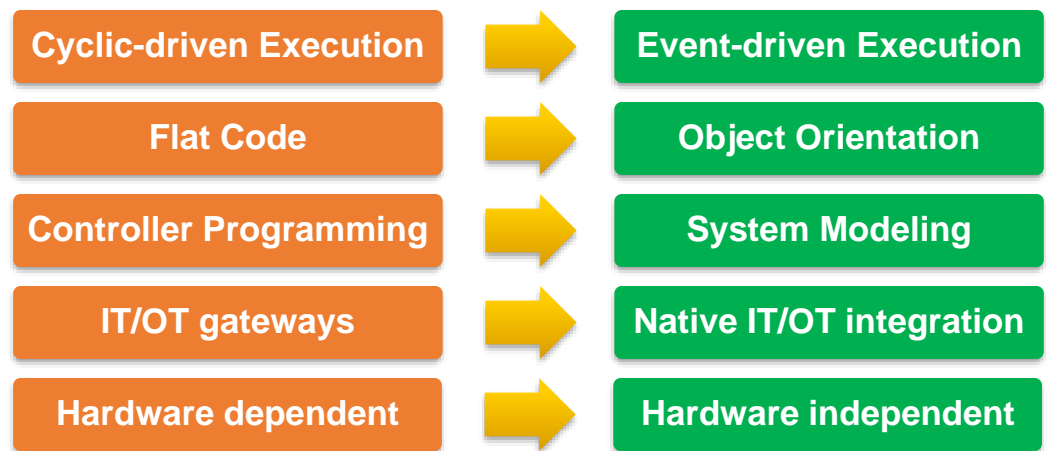 Cyclic-driven Execution
Event-driven Execution
Flat Code
Object Orientation
Controller Programming
System Modeling
IT/OT gateways
Native IT/OT integration
Hardware dependent
Hardware independent